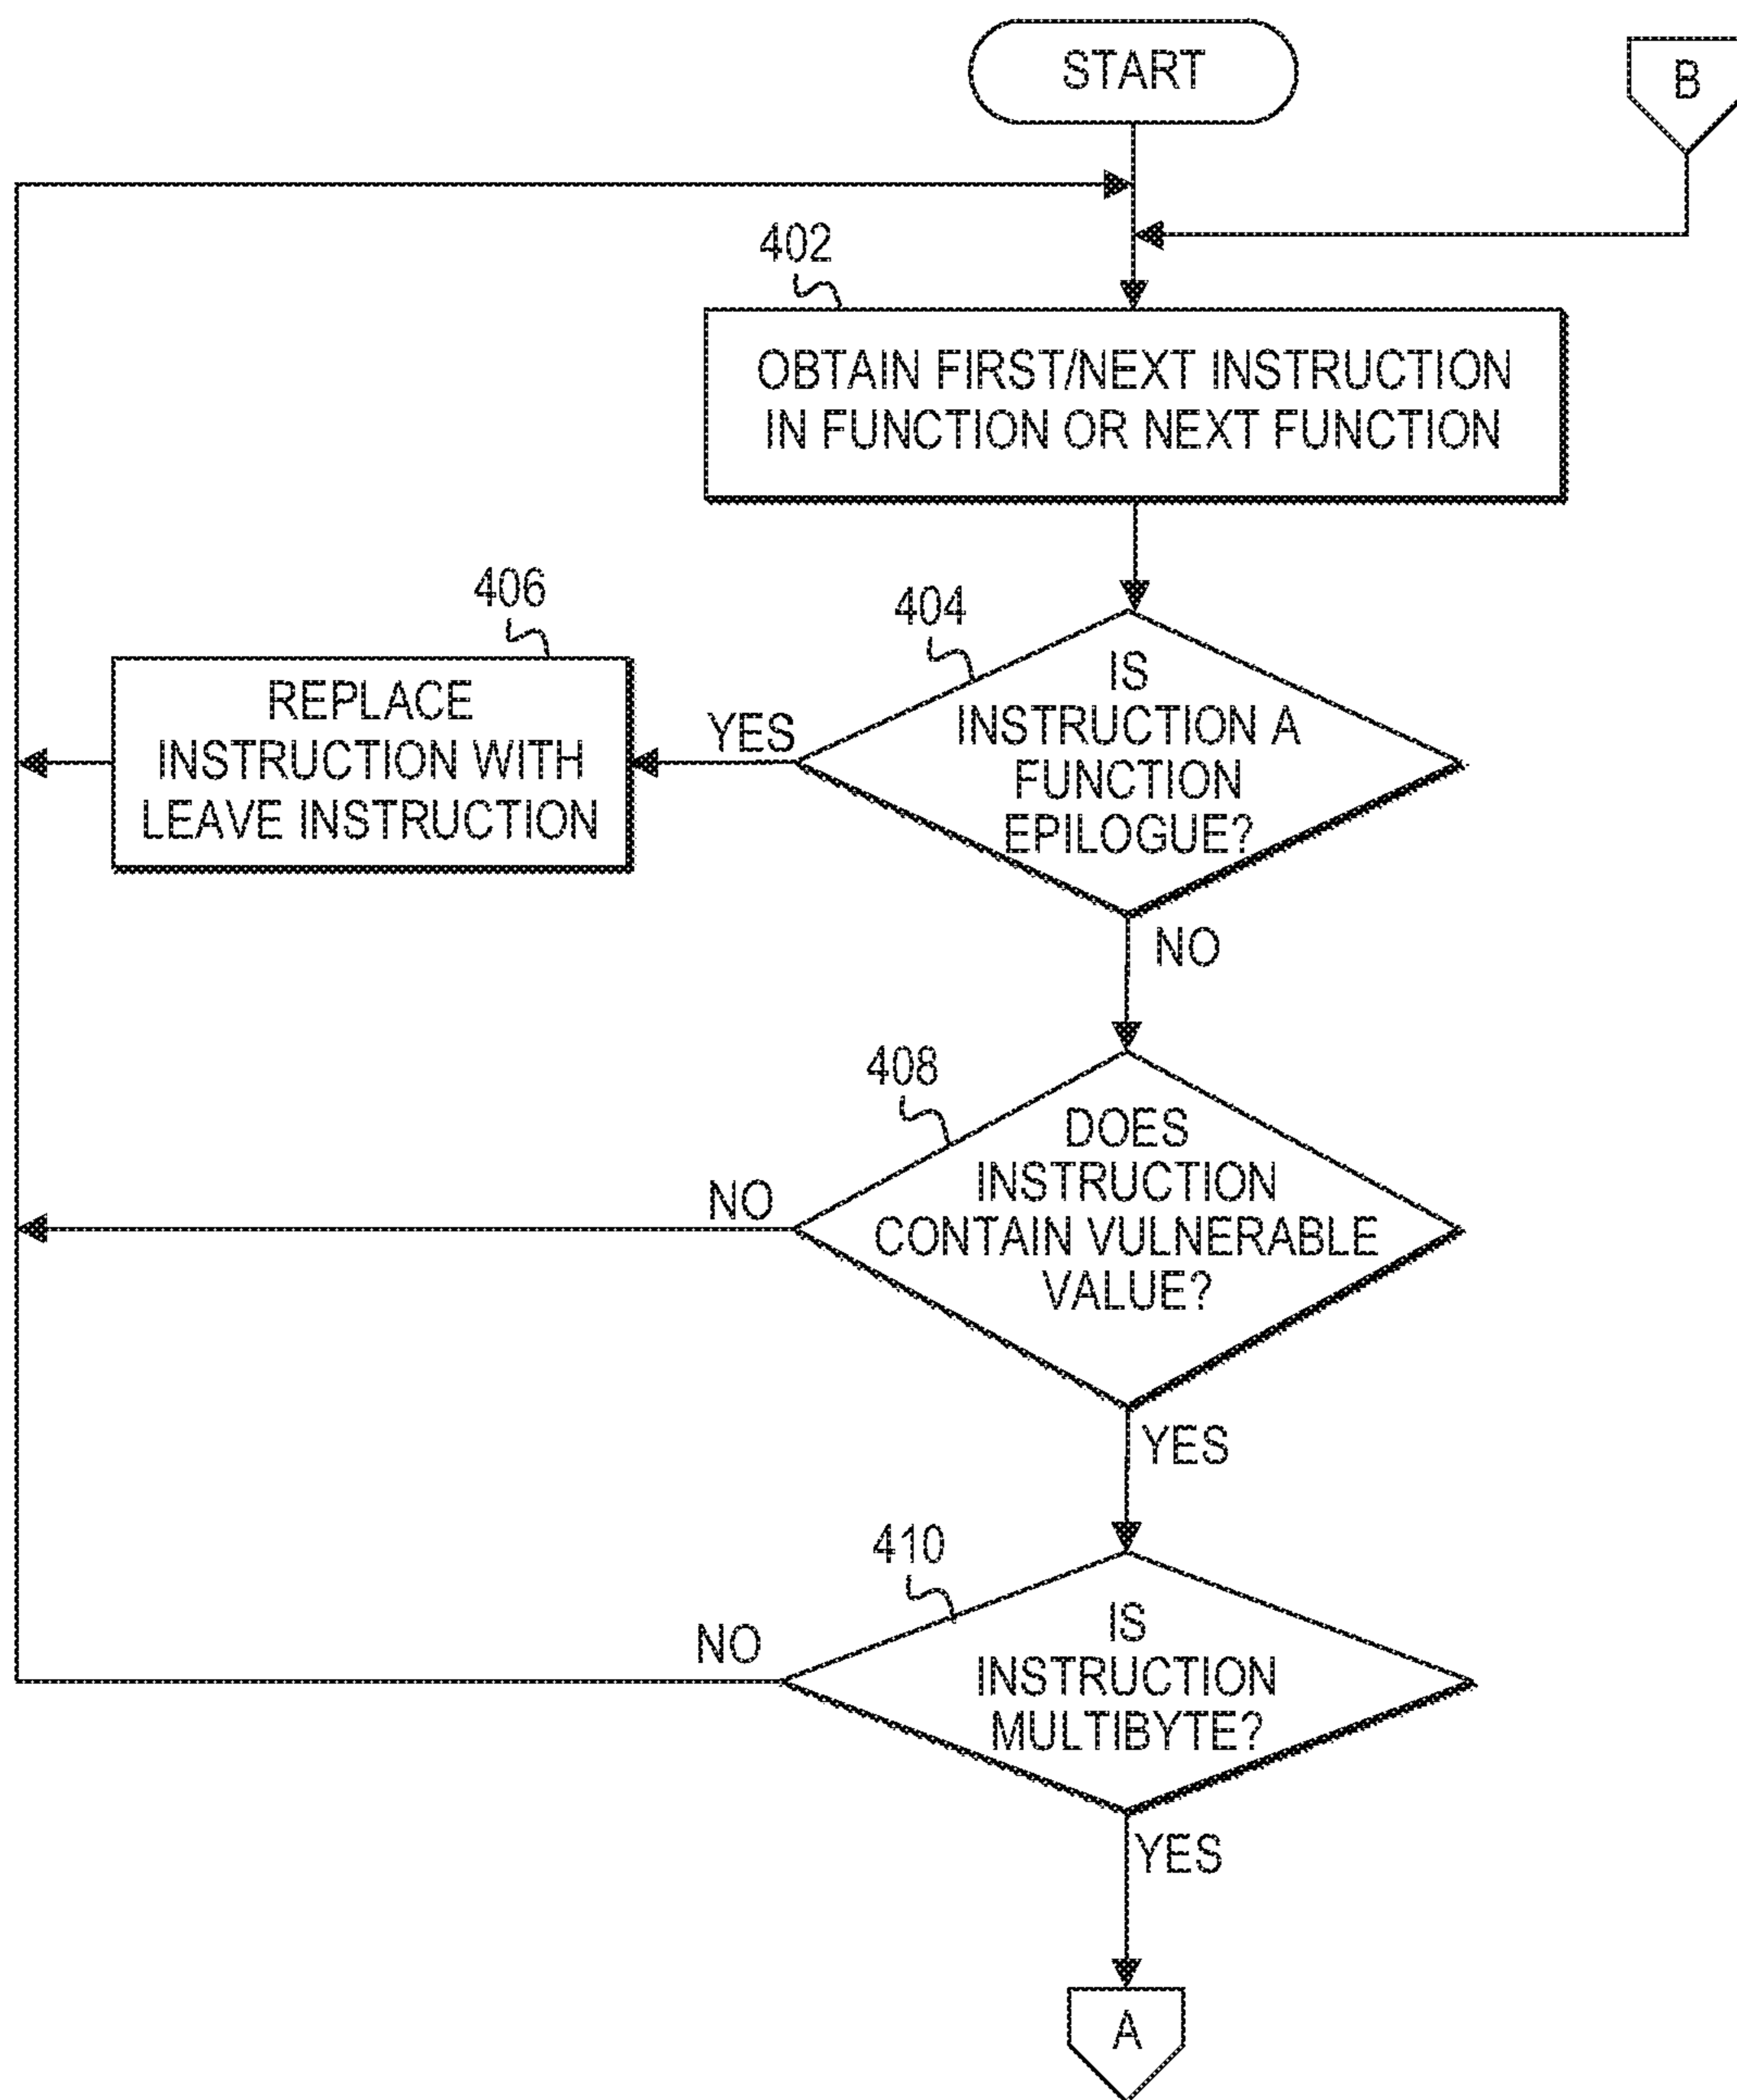 START
B
402
OBTAIN FIRST/NEXT INSTRUCTION
IN FUNCTION OR NEXT FUNCTION
406
404
REPLACE
INSTRUCTION WITH
LEAVE INSTRUCTION
YES
IS
INSTRUCTION A
FUNCTION
EPILOGUE?
NO
408
DOES
INSTRUCTION
CONTAIN VULNERABLE
VALUE?
NO
YES
410
IS
INSTRUCTION
MULTIBYTE?
NO
YES
A